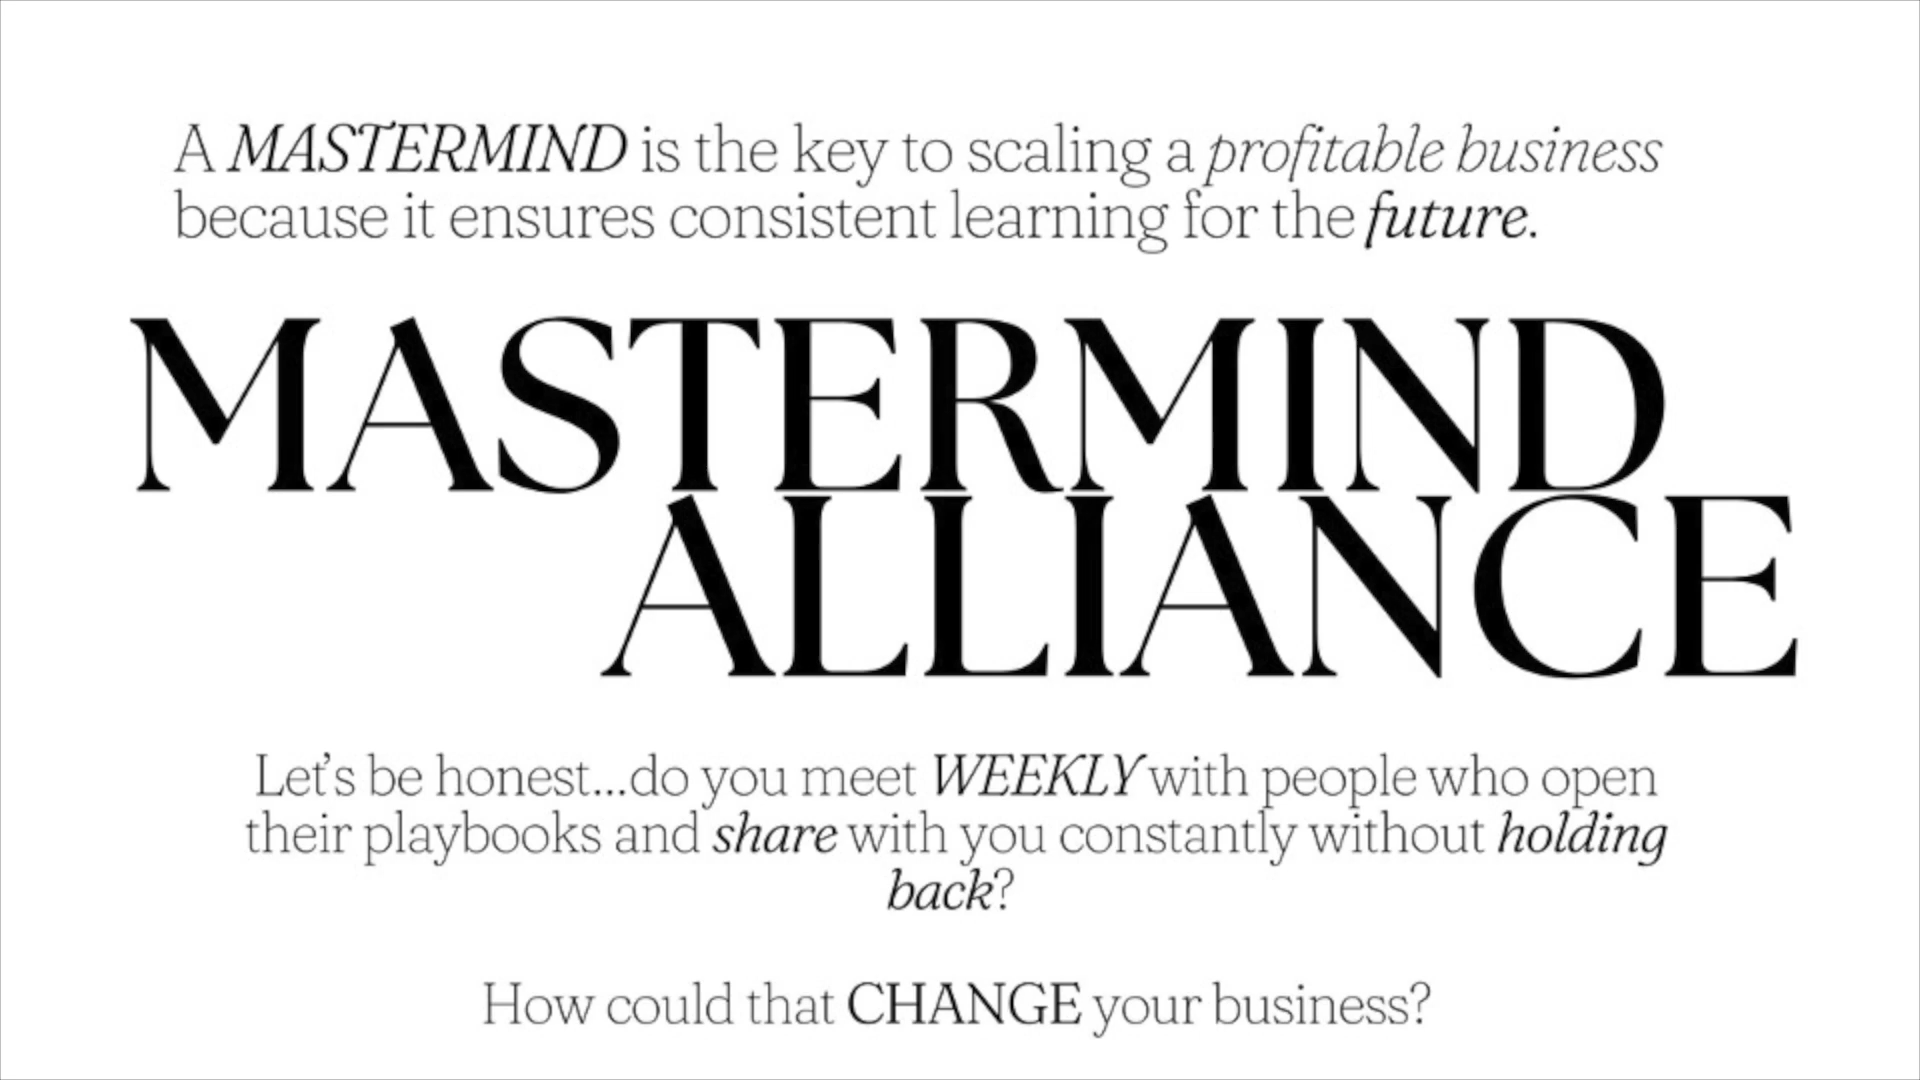 A MASTERMIND is the key to scaling a profitable business
because it ensures consistent learning for the future.
MASTERMIND
ALLIANCE
Let’s be honest...do you meet WEEKLY with people who open
their playbooks and share with you constantly without holding
back?
How could that CHANGE your business?